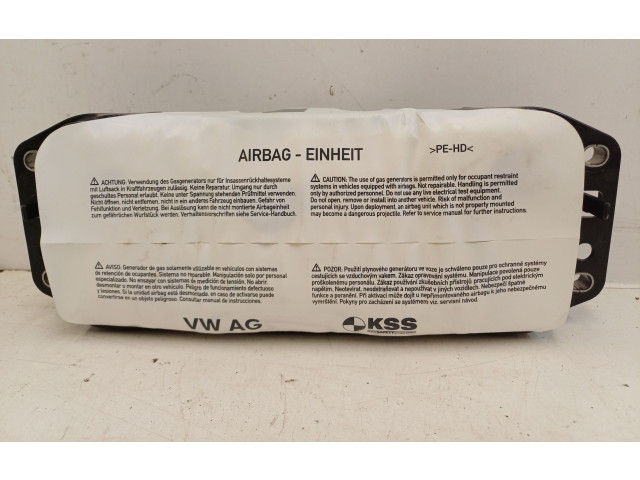 AIRBAG - EINHEIT
>PE-HD<
ACHTUNG: Verwendung des Gasgenerators nur für Insassenrückhaltesysteme
mit Luftsack in Kraftfahrzeugen zulässig. Keine Reparatur. Umgang nur durch
geschultes Personal erlaubt. Keine unter Spannung stehenden Prüfmittel verwenden.
Nicht öffnen, nicht entfernen, nicht in ein anderes Fahrzeug einbauen. Gefahr von
Fehlfunktion und Verletzung. Bei Auslösung kann die nicht montierte Airbageinheit
zum gefährlichen Wurfstück werden. Verhaltensvorschriften siehe Service-Handbuch.
CAUTION: The use of gas generators is permitted only for occupant restraint
systems in vehicles equipped with airbags. Not repairable. Handling is permitted
only by authorized personnel. Do not use any live electrical test equipment.
Do not open, remove or install into another vehicle. Risk of malfunction and
personal injury. Upon deployment, an airbag unit which is not properly mounted
may become a dangerous projectile. Refer to service manual for further instructions.
AVISO: Generador de gas solamente utilizable en vehículos con sistemas
de retención de ocupantes. Sistema no reparable. Manipulación solo por personal
especializado. No ensayar con sistemas de medición de tensión. No abrir,
desmontar o montar en otro vehículo. Peligro de funcionamiento defectuoso
y lesiones. Si la unidad airbag está desmontada, en caso de activarse puede
convertirse en un objeto peligroso. Consultar manual de instrucciones.
POZOR: Použití plynového generátoru ve voze je schváleno pouze pro ochranné systémy
cestujících se vzduchovým vakem. Zákaz opravování systému. Manipulace povolená pouze
proškolenému personálu. Zákaz používání zkušebních přístrojů pracujících s elektrickým
napětím. Neotevírat, neodstraňovat a nepoužívat v jiných vozidlech. Nebezpečí špatné
funkce a poranění. Při aktivaci může dojít u nepřimontovaného airbagu k jeho nebezpečnému
vymrštění. Pokyny pro zacházení se systémem viz. servisní návod.
VW AG
KSS